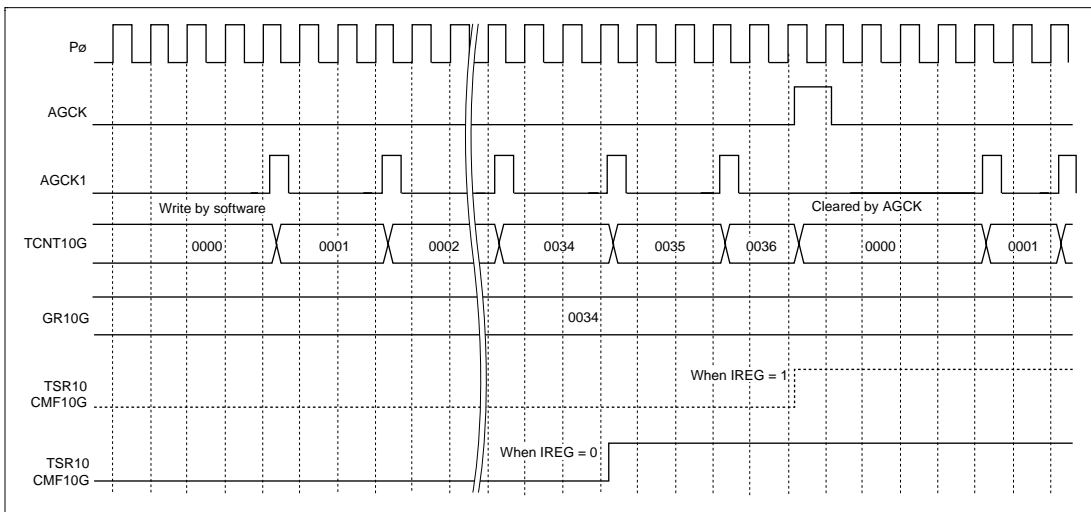 Pø
AGCK
AGCK1
Write by software
Cleared by AGCK
TCNT10G
0000 0001 0002 0034 0035 0036 0000 0001
GR10G
0034
TSR10
CMF10G
When IREG = 1
TSR10
CMF10G
When IREG = 0